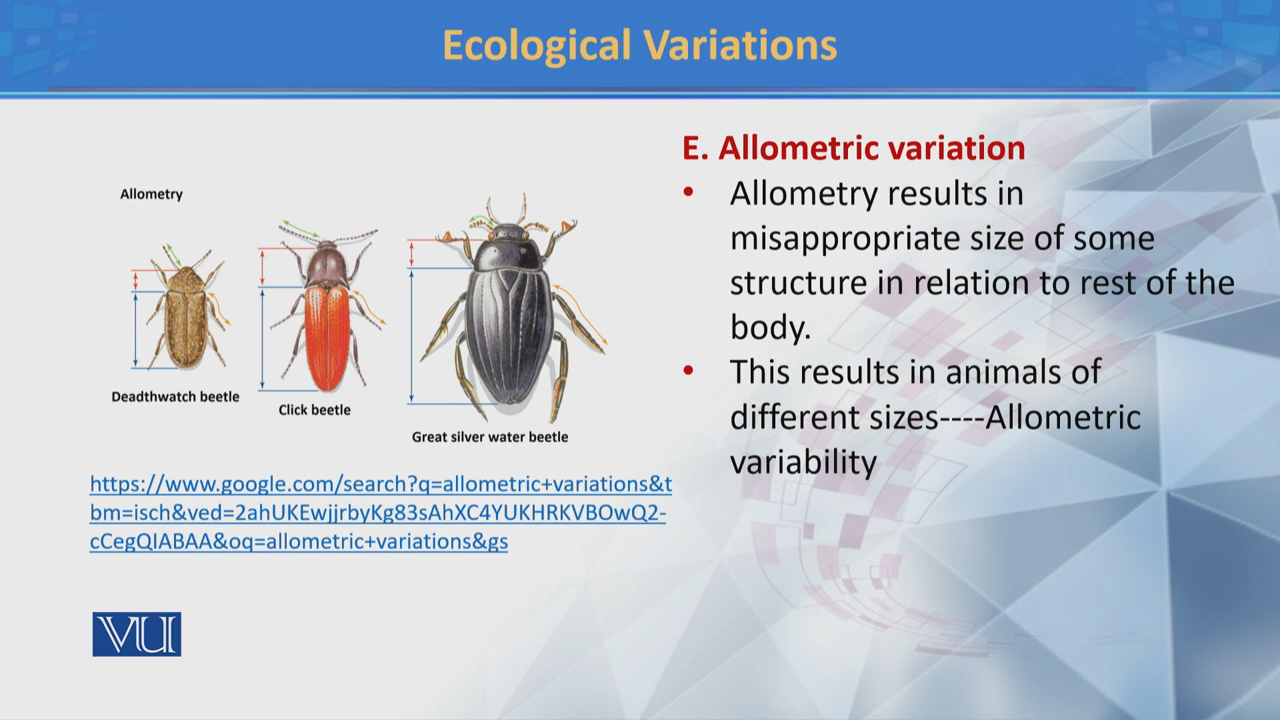 Ecological Variations
E. Allometric variation
• Allometry results in
misappropriate size of some
structure in relation to rest of the
body.
• This results in animals of
different sizes----Allometric
variability
Allometry
Deadthwatch beetle
Click beetle
Great silver water beetle
https://www.google.com/search?q=allometric+variations&t
bm=isch&ved=2ahUKEwjjrbyKg83sAhXC4YUKHRKVBOwQ2-
cCegQIABAA&oq=allometric+variations&gs
VU